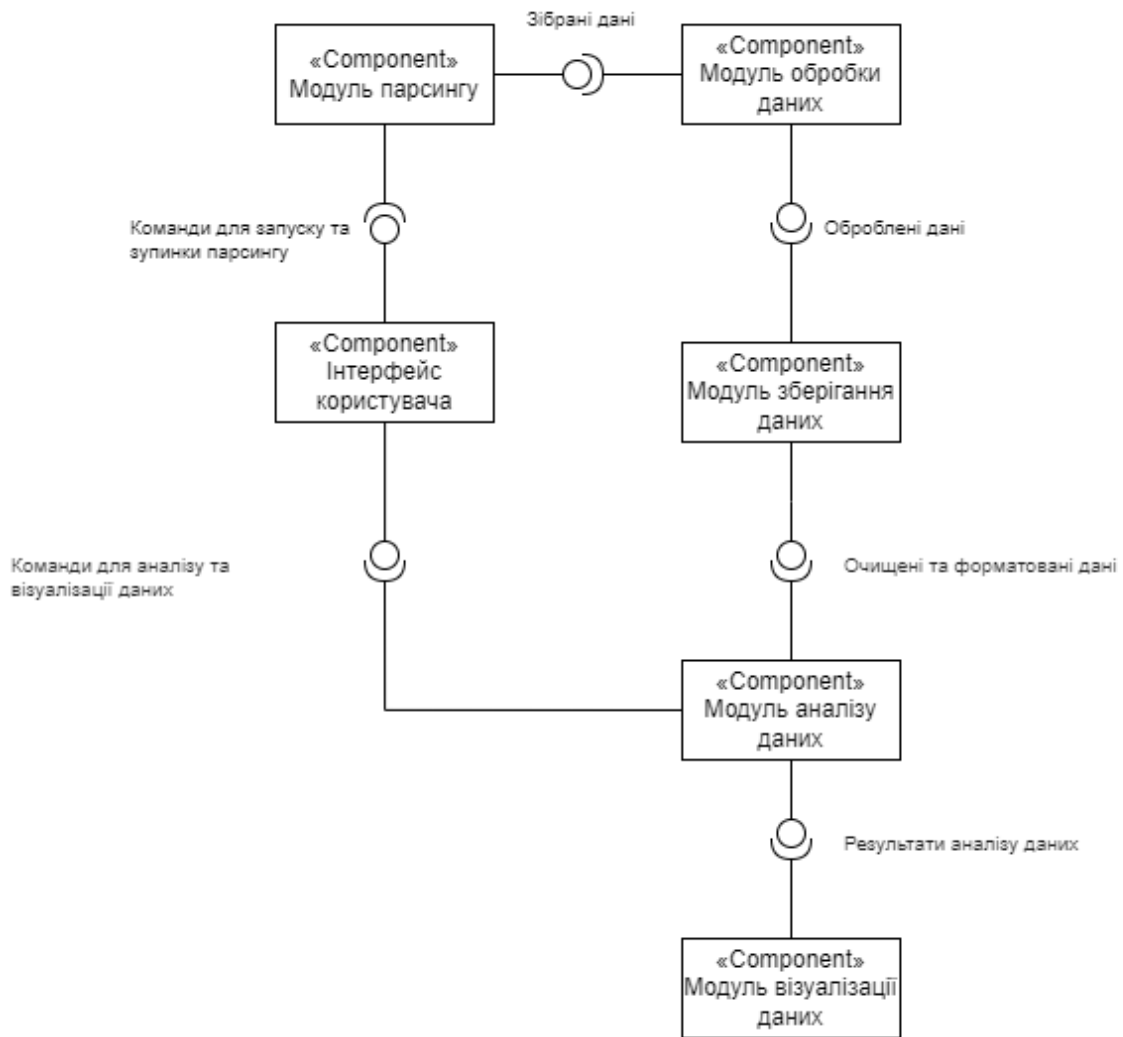 Зібрані дані
«Component»
Модуль парсингу
«Component»
Модуль обробки
даних
Команди для запуску та
зупинки парсингу
Оброблені дані
«Component»
Інтерфейс
користувача
«Component»
Модуль зберігання
даних
Команди для аналізу та
візуалізації даних
Очищені та форматовані дані
«Component»
Модуль аналізу
даних
Результати аналізу даних
«Component»
Модуль візуалізації
даних